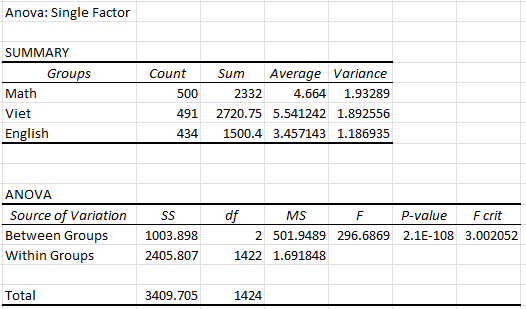 Anova: Single Factor
SUMMARY
Groups Count Sum Average Variance
Math 500 2332 4.664 1.93289
Viet 491 2720.75 5.541242 1.892556
English 434 1500.4 3.457143 1.186935
ANOVA
Source of Variation SS df MS F P-value F crit
Between Groups 1003.898 2 501.9489 296.6869 2.1E-108 3.002052
Within Groups 2405.807 1422 1.691848
Total 3409.705 1424